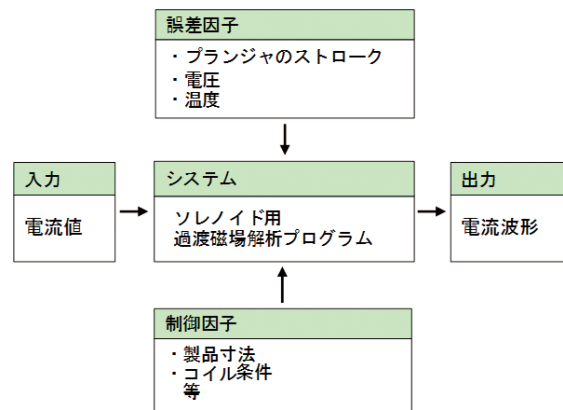 誤差因子
・プランジャのストローク
・電圧
・温度
入力
電流値
システム
ソレノイド用
過渡磁場解析プログラム
出力
電流波形
制御因子
・製品寸法
・コイル条件
等